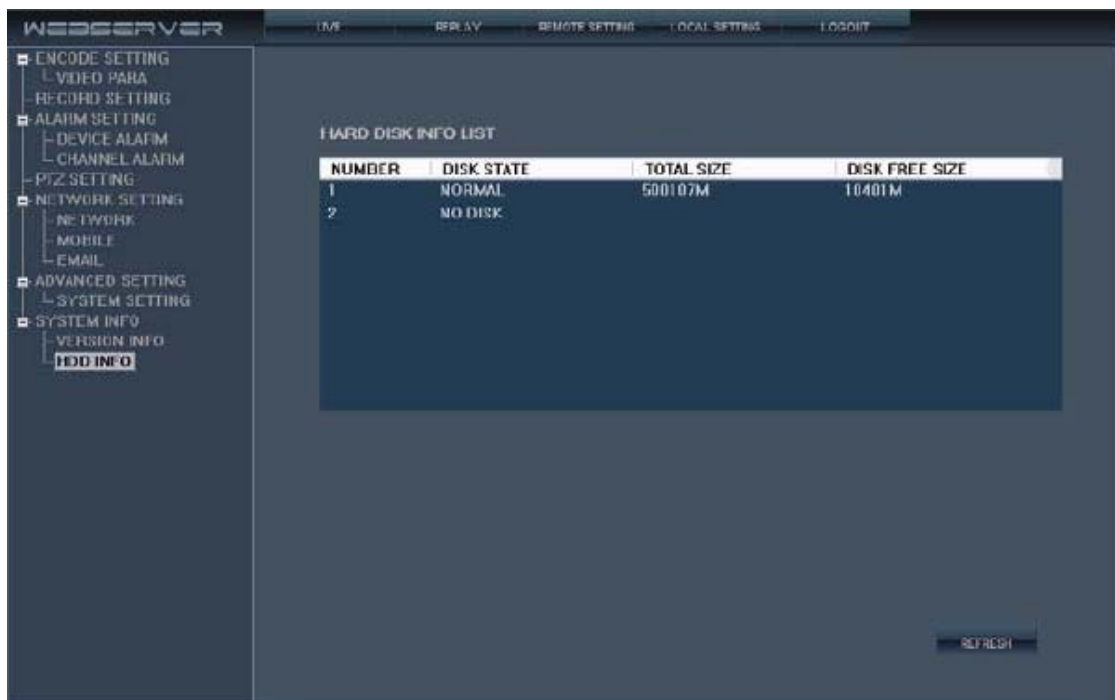 WEBSERVER
LIVE REPLAY REMOTE SETTING LOCAL SETTING LOGOUT
ENCODE SETTING
VIDEO PARA
RECORD SETTING
ALARM SETTING
DEVICE ALARM
CHANNEL ALARM
PTZ SETTING
NETWORK SETTING
NETWORK
MOBILE
EMAIL
ADVANCED SETTING
SYSTEM SETTING
SYSTEM INFO
VERSION INFO
HDD INFO
HARD DISK INFO LIST
NUMBER DISK STATE TOTAL SIZE DISK FREE SIZE
1 NORMAL 500107M 10401M
2 NO DISK
REFRESH